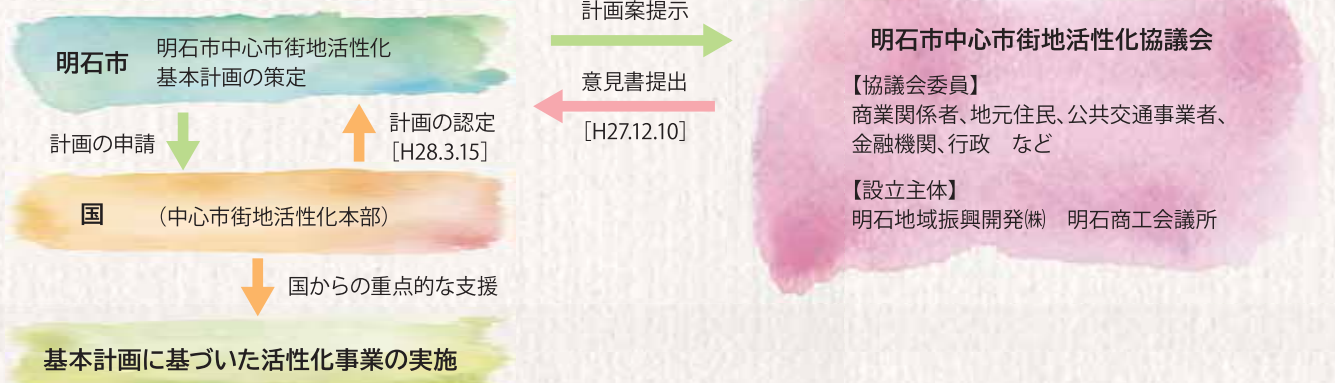 明石市
明石市中心市街地活性化
基本計画の策定
計画案提示
意見書提出
[H27.12.10]
明石市中心市街地活性化協議会
【協議会委員】
商業関係者、地元住民、公共交通事業者、
金融機関、行政　など
【設立主体】
明石地域振興開発㈱　明石商工会議所
計画の申請
計画の認定
[H28.3.15]
国　（中心市街地活性化本部）
国からの重点的な支援
基本計画に基づいた活性化事業の実施